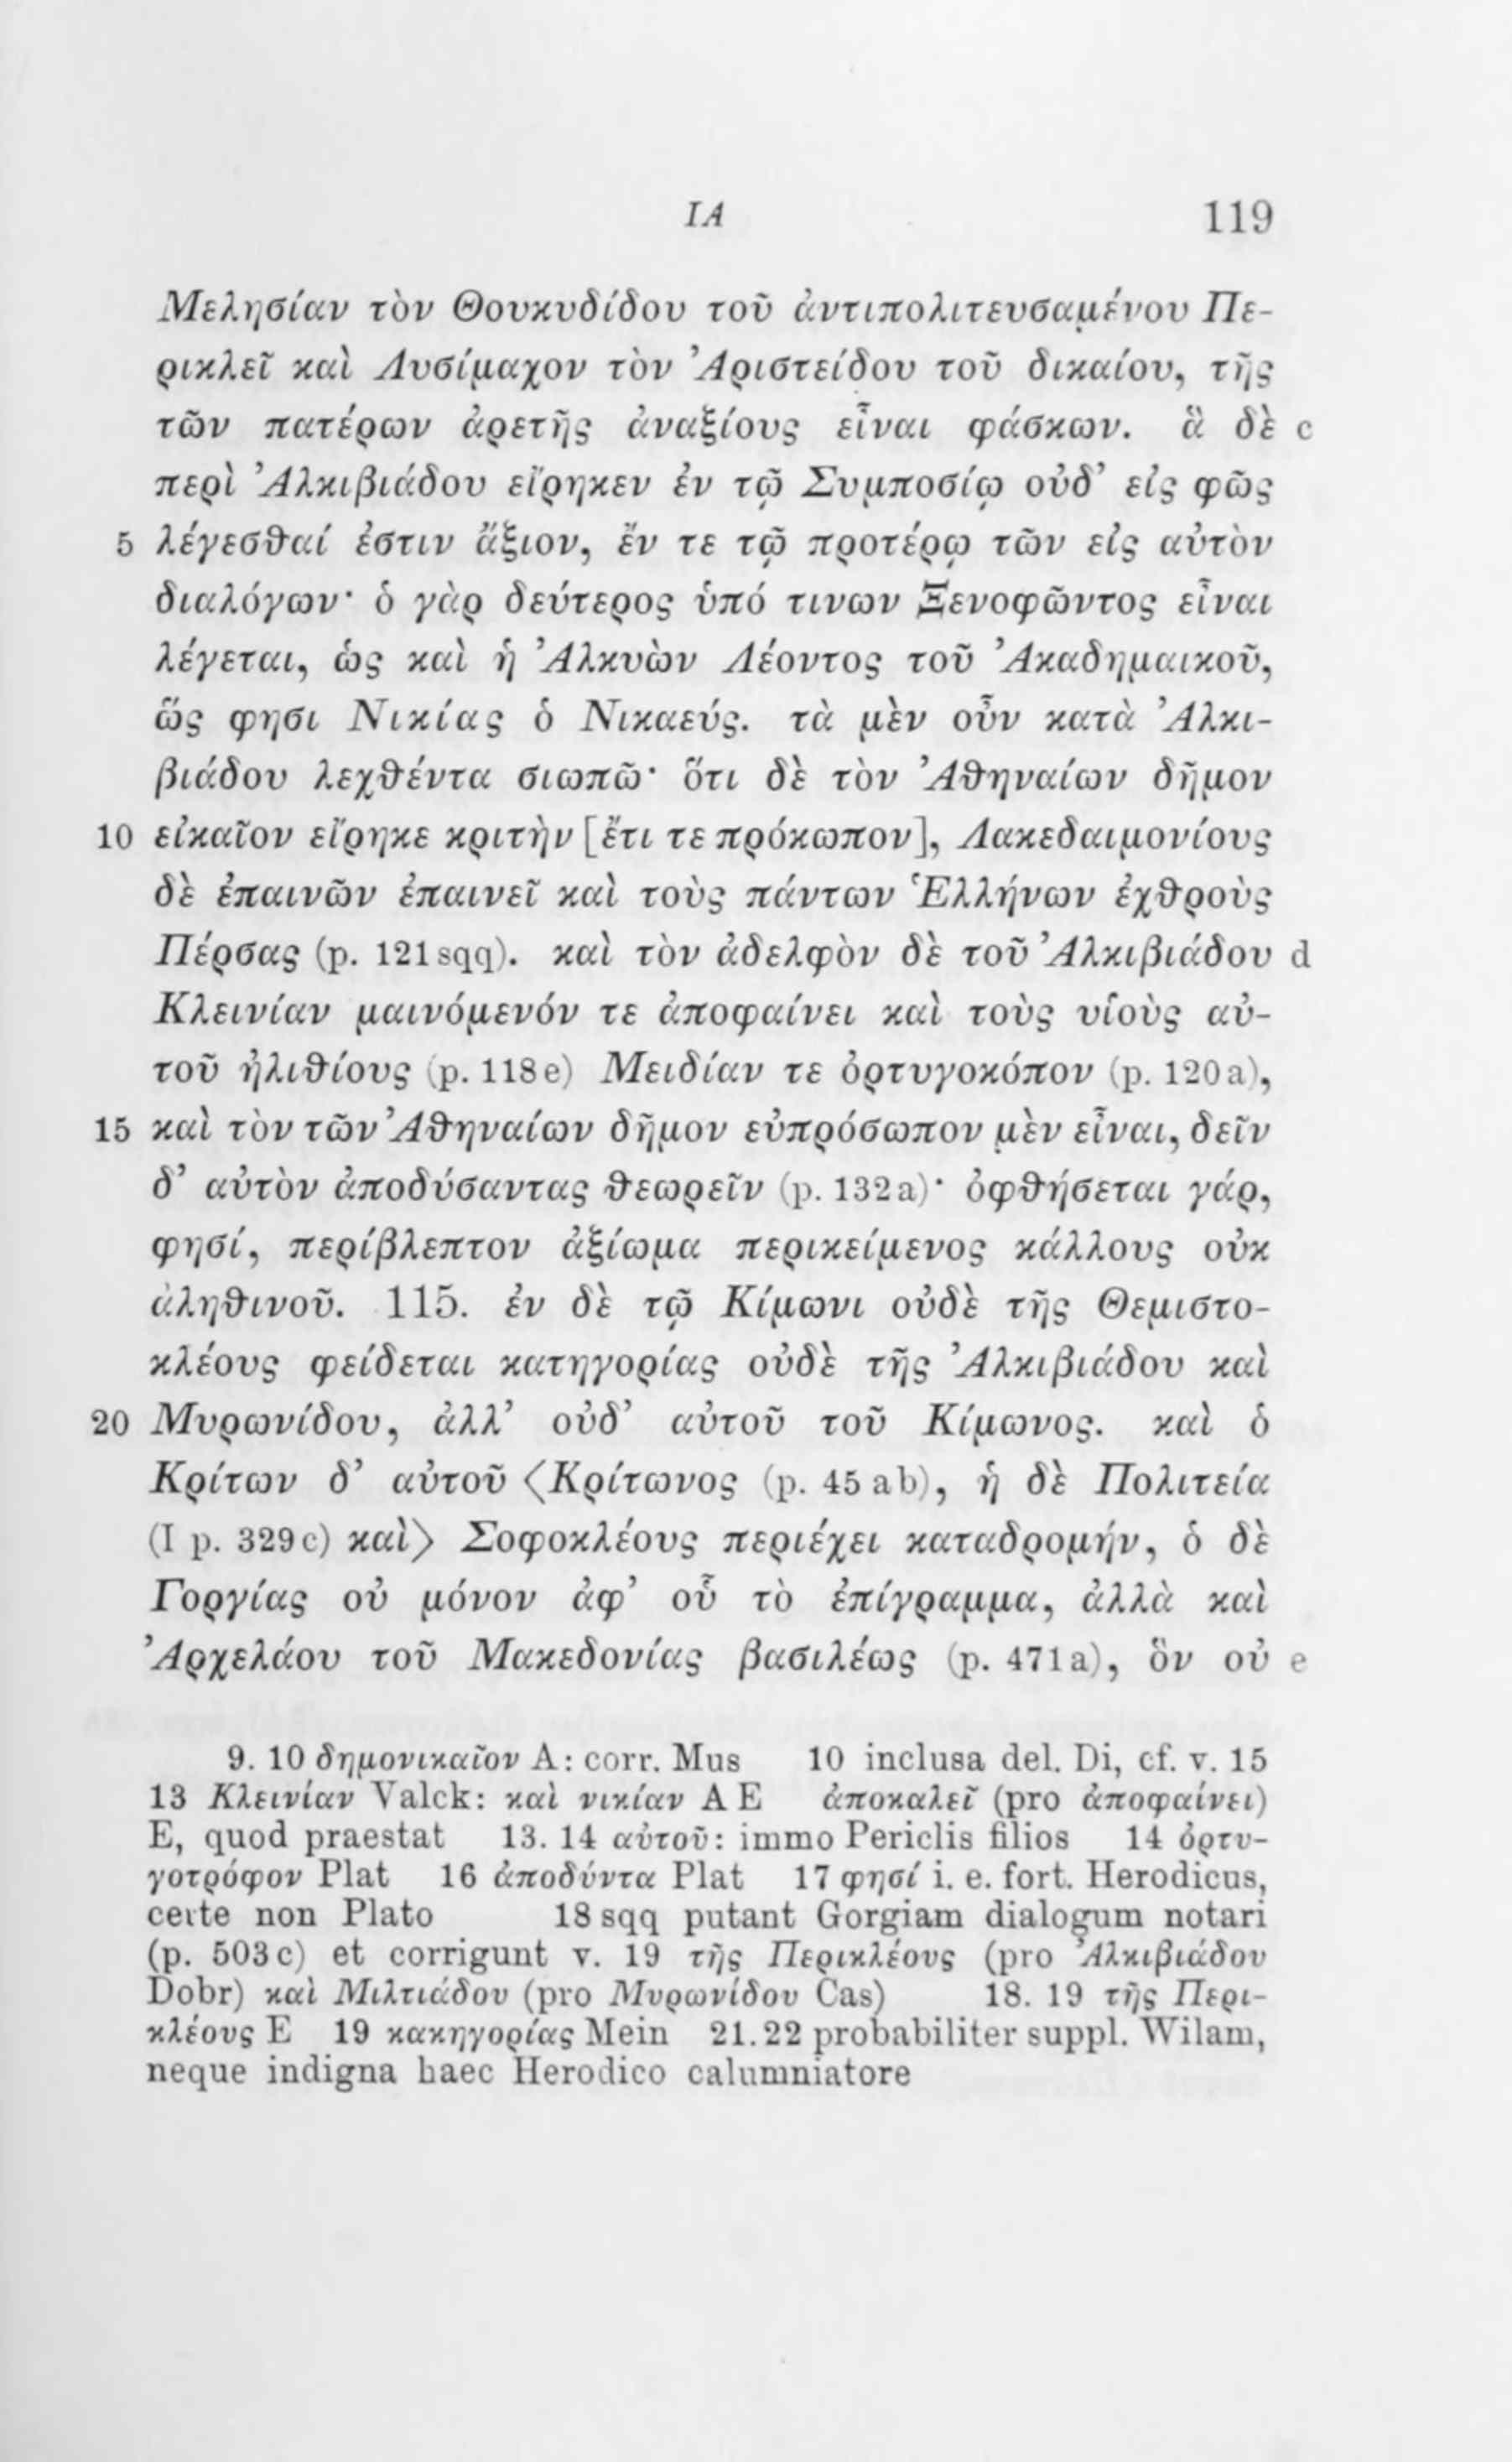 ΙΑ 119
Μελησίαν τὸν Θουκυδίδου τοῦ ἀντιπολιτευσαμένου Πε-
ρικλεῖ καὶ Λυσίμαχον τὸν Ἀριστείδου τοῦ δικαίου, τῆς
τῶν πατέρων ἀρετῆς ἀναξίους εἶναι φάσκων. ἃ δὲ c
περὶ Ἀλκιβιάδου εἴρηκεν ἐν τῷ Συμποσίῳ οὐδ’ εἰς φῶς
5 λέγεσθαί ἐστιν ἄξιον, ἔν τε τῷ προτέρῳ τῶν εἰς αὐτὸν
διαλόγων· ὁ γὰρ δεύτερος ὑπό τινων Ξενοφῶντος εἶναι
λέγεται, ὡς καὶ ἡ Ἀλκυὼν Λέοντος τοῦ Ἀκαδημαικοῦ,
ὥς φησι Νικίας ὁ Νικαεύς. τὰ μὲν οὖν κατὰ Ἀλκι-
βιάδου λεχθέντα σιωπῶ· ὅτι δὲ τὸν Ἀθηναίων δῆμον
10 εἰκαῖον εἴρηκε κριτὴν [ἔτι τε πρόκωπον], Λακεδαιμονίους
δὲ ἐπαινῶν ἐπαινεῖ καὶ τοὺς πάντων Ἑλλήνων ἐχθροὺς
Πέρσας (p. 121 sqq). καὶ τὸν ἀδελφὸν δὲ τοῦ Ἀλκιβιάδου d
Κλεινίαν μαινόμενόν τε ἀποφαίνει καὶ τοὺς υἱοὺς αὐ-
τοῦ ἠλιθίους (p. 118 e) Μειδίαν τε ὀρτυγοκόπον (p. 120 a),
15 καὶ τὸν τῶν Ἀθηναίων δῆμον εὐπρόσωπον μὲν εἶναι, δεῖν
δ’ αὐτὸν ἀποδύσαντας θεωρεῖν (p. 132 a)· ὀφθήσεται γάρ,
φησί, περίβλεπτον ἀξίωμα περικείμενος κάλλους οὐκ
ἀληθινοῦ. 115. ἐν δὲ τῷ Κίμωνι οὐδὲ τῆς Θεμιστο-
κλέους φείδεται κατηγορίας οὐδὲ τῆς Ἀλκιβιάδου καὶ
20 Μυρωνίδου, ἀλλ’ οὐδ’ αὐτοῦ τοῦ Κίμωνος. καὶ ὁ
Κρίτων δ’ αὐτοῦ ⟨Κρίτωνος (p. 45 ab), ἡ δὲ Πολιτεία
(I p. 329 c) καὶ⟩ Σοφοκλέους περιέχει καταδρομήν, ὁ δὲ
Γοργίας οὐ μόνον ἀφ’ οὗ τὸ ἐπίγραμμα, ἀλλὰ καὶ
Ἀρχελάου τοῦ Μακεδονίας βασιλέως (p. 471 a), ὃν οὐ e
9. 10 δημονικαῖον A: corr. Mus 10 inclusa del. Di, cf. v. 15
13 Κλεινίαν Valck: καὶ νικίαν A E ἀποκαλεῖ (pro ἀποφαίνει)
E, quod praestat 13. 14 αὐτοῦ: immo Periclis filios 14 ὀρτυ-
γοτρόφον Plat 16 ἀποδύντα Plat 17 φησί i. e. fort. Herodicus,
certe non Plato 18 sqq putant Gorgiam dialogum notari
(p. 503 c) et corrigunt v. 19 τῆς Περικλέους (pro Ἀλκιβιάδου
Dobr) καὶ Μιλτιάδου (pro Μυρωνίδου Cas) 18. 19 τῆς Περι-
κλέους E 19 κακηγορίας Mein 21. 22 probabiliter suppl. Wilam,
neque indigna haec Herodico calumniatore